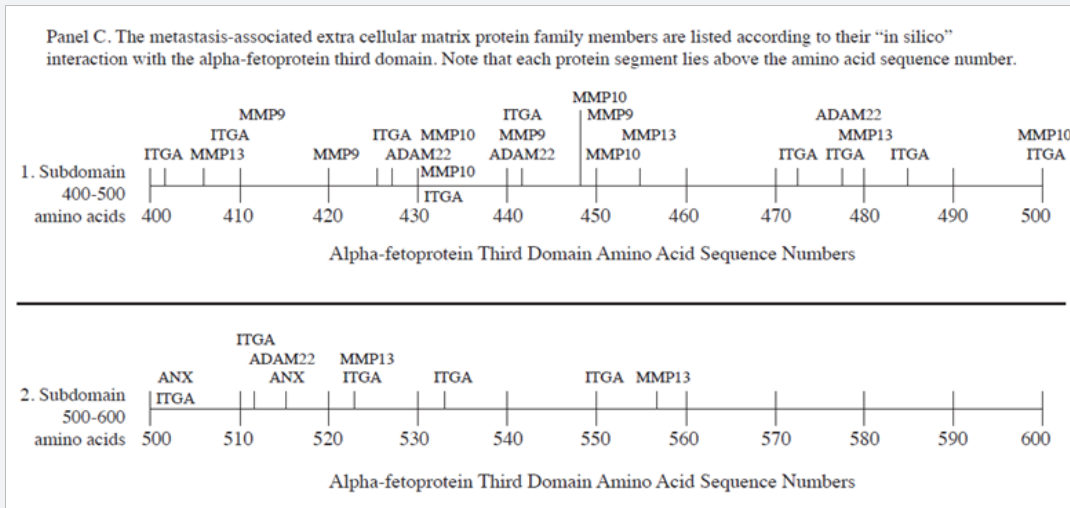 Panel C. The metastasis-associated extra cellular matrix protein family members are listed according to their “in silico”
interaction with the alpha-fetoprotein third domain. Note that each protein segment lies above the amino acid sequence number.
MMP10
MMP9 ITGA MMP9 ADAM22
ITGA ITGA MMP10 MMP9 MMP13 MMP13 MMP10
ITGA MMP13 MMP9 ADAM22 ADAM22 MMP10 ITGA ITGA ITGA ITGA
1. Subdomain MMP10
400-500 ITGA
amino acids 400 410 420 430 440 450 460 470 480 490 500
Alpha-fetoprotein Third Domain Amino Acid Sequence Numbers
ITGA
ADAM22 MMP13
ANX ANX ITGA ITGA ITGA MMP13
2. Subdomain ITGA
500-600
amino acids 500 510 520 530 540 550 560 570 580 590 600
Alpha-fetoprotein Third Domain Amino Acid Sequence Numbers